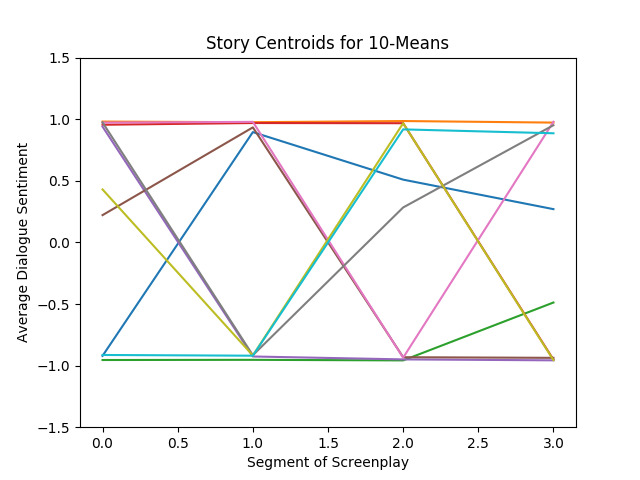 Story Centroids for 10-Means
1.5
1.0
0.5
0.0
−0.5
−1.0
−1.5
Average Dialogue Sentiment
0.0 0.5 1.0 1.5 2.0 2.5 3.0
Segment of Screenplay